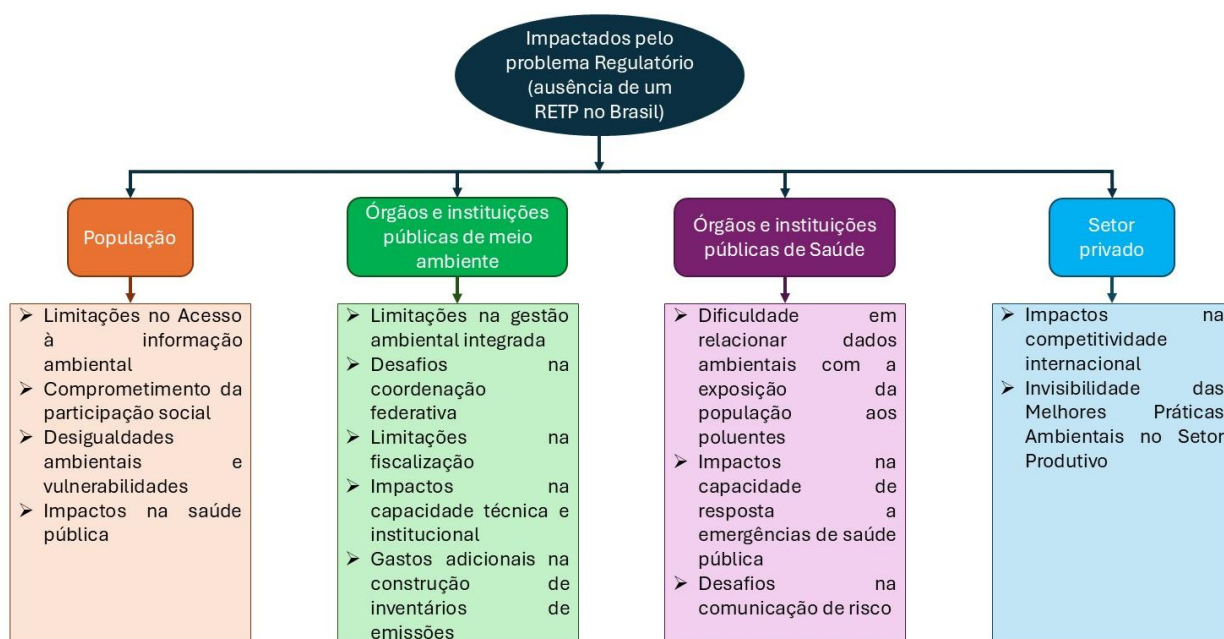 Impactados pelo
problema Regulatório
(ausência de um
RETP no Brasil)
População
Órgãos e instituições
públicas de meio
ambiente
Órgãos e instituições
públicas de Saúde
Setor
privado
➢ Limitações no Acesso
à informação
ambiental
➢ Comprometimento da
participação social
➢ Desigualdades
ambientais e
vulnerabilidades
➢ Impactos na saúde
pública
➢ Limitações na gestão
ambiental integrada
➢ Desafios na
coordenação
federativa
➢ Limitações na
fiscalização
➢ Impactos na
capacidade técnica e
institucional
➢ Gastos adicionais na
construção de
inventários de
emissões
➢ Dificuldade em
relacionar dados
ambientais com a
exposição da
população aos
poluentes
➢ Impactos na
capacidade de
resposta a
emergências de saúde
pública
➢ Desafios na
comunicação de risco
➢ Impactos na
competitividade
internacional
➢ Invisibilidade das
Melhores Práticas
Ambientais no Setor
Produtivo